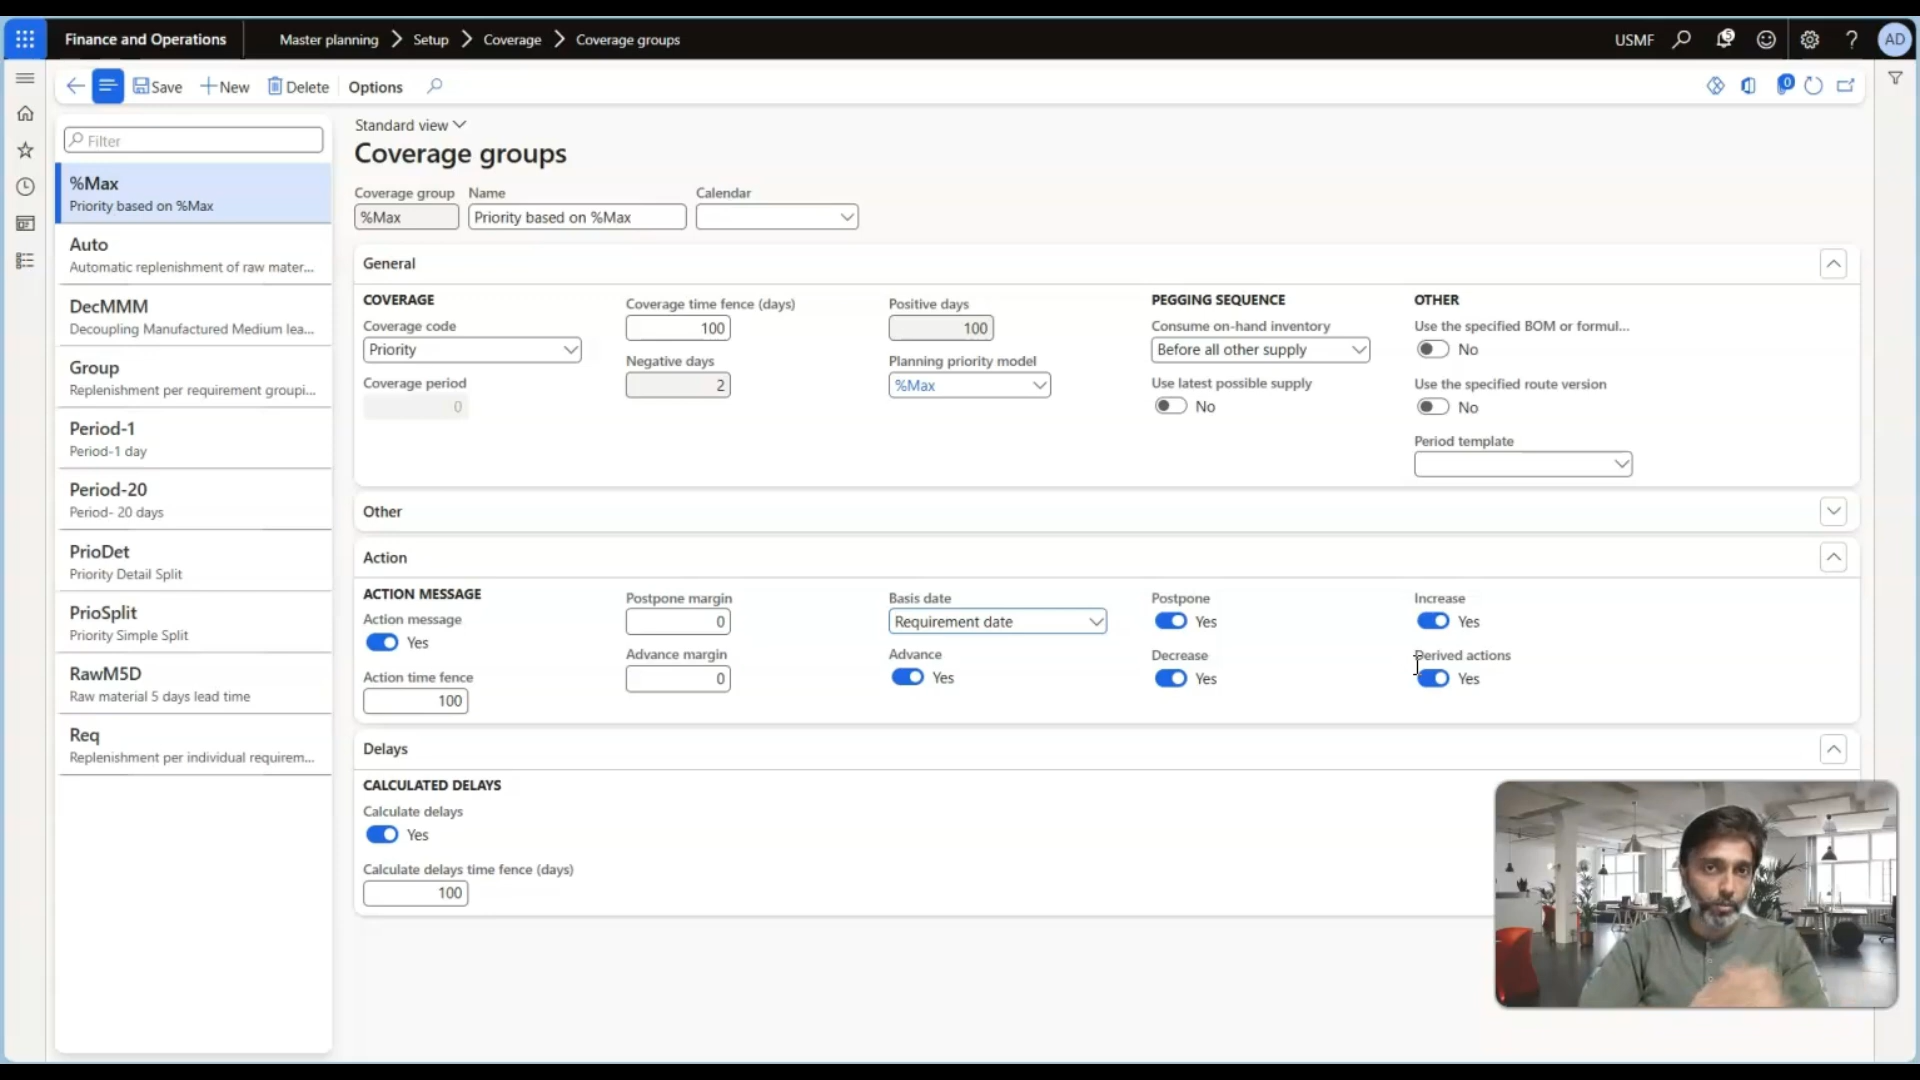 Finance and Operations
Master planning > Setup > Coverage > Coverage groups
USMF
5
?
AD
Save
New
Delete
Options
0
Filter
%Max
Priority based on %Max
Auto
Automatic replenishment of raw mater...
DecMMM
Decoupling Manufactured Medium lea...
Group
Replenishment per requirement groupi...
Period-1
Period-1 day
Period-20
Period- 20 days
PrioDet
Priority Detail Split
PrioSplit
Priority Simple Split
RawM5D
Raw material 5 days lead time
Req
Replenishment per individual requirem...
Standard view
Coverage groups
Coverage group
%Max
Name
Priority based on %Max
Calendar
General
COVERAGE
Coverage code
Priority
Coverage period
0
Coverage time fence (days)
100
Negative days
2
Positive days
100
Planning priority model
%Max
PEGGING SEQUENCE
Consume on-hand inventory
Before all other supply
Use latest possible supply
No
OTHER
Use the specified BOM or formul...
No
Use the specified route version
No
Period template
Other
Action
ACTION MESSAGE
Action message
Yes
Action time fence
100
Postpone margin
0
Advance margin
0
Basis date
Requirement date
Advance
Yes
Postpone
Yes
Decrease
Yes
Increase
Yes
Derived actions
Yes
Delays
CALCULATED DELAYS
Calculate delays
Yes
Calculate delays time fence (days)
100